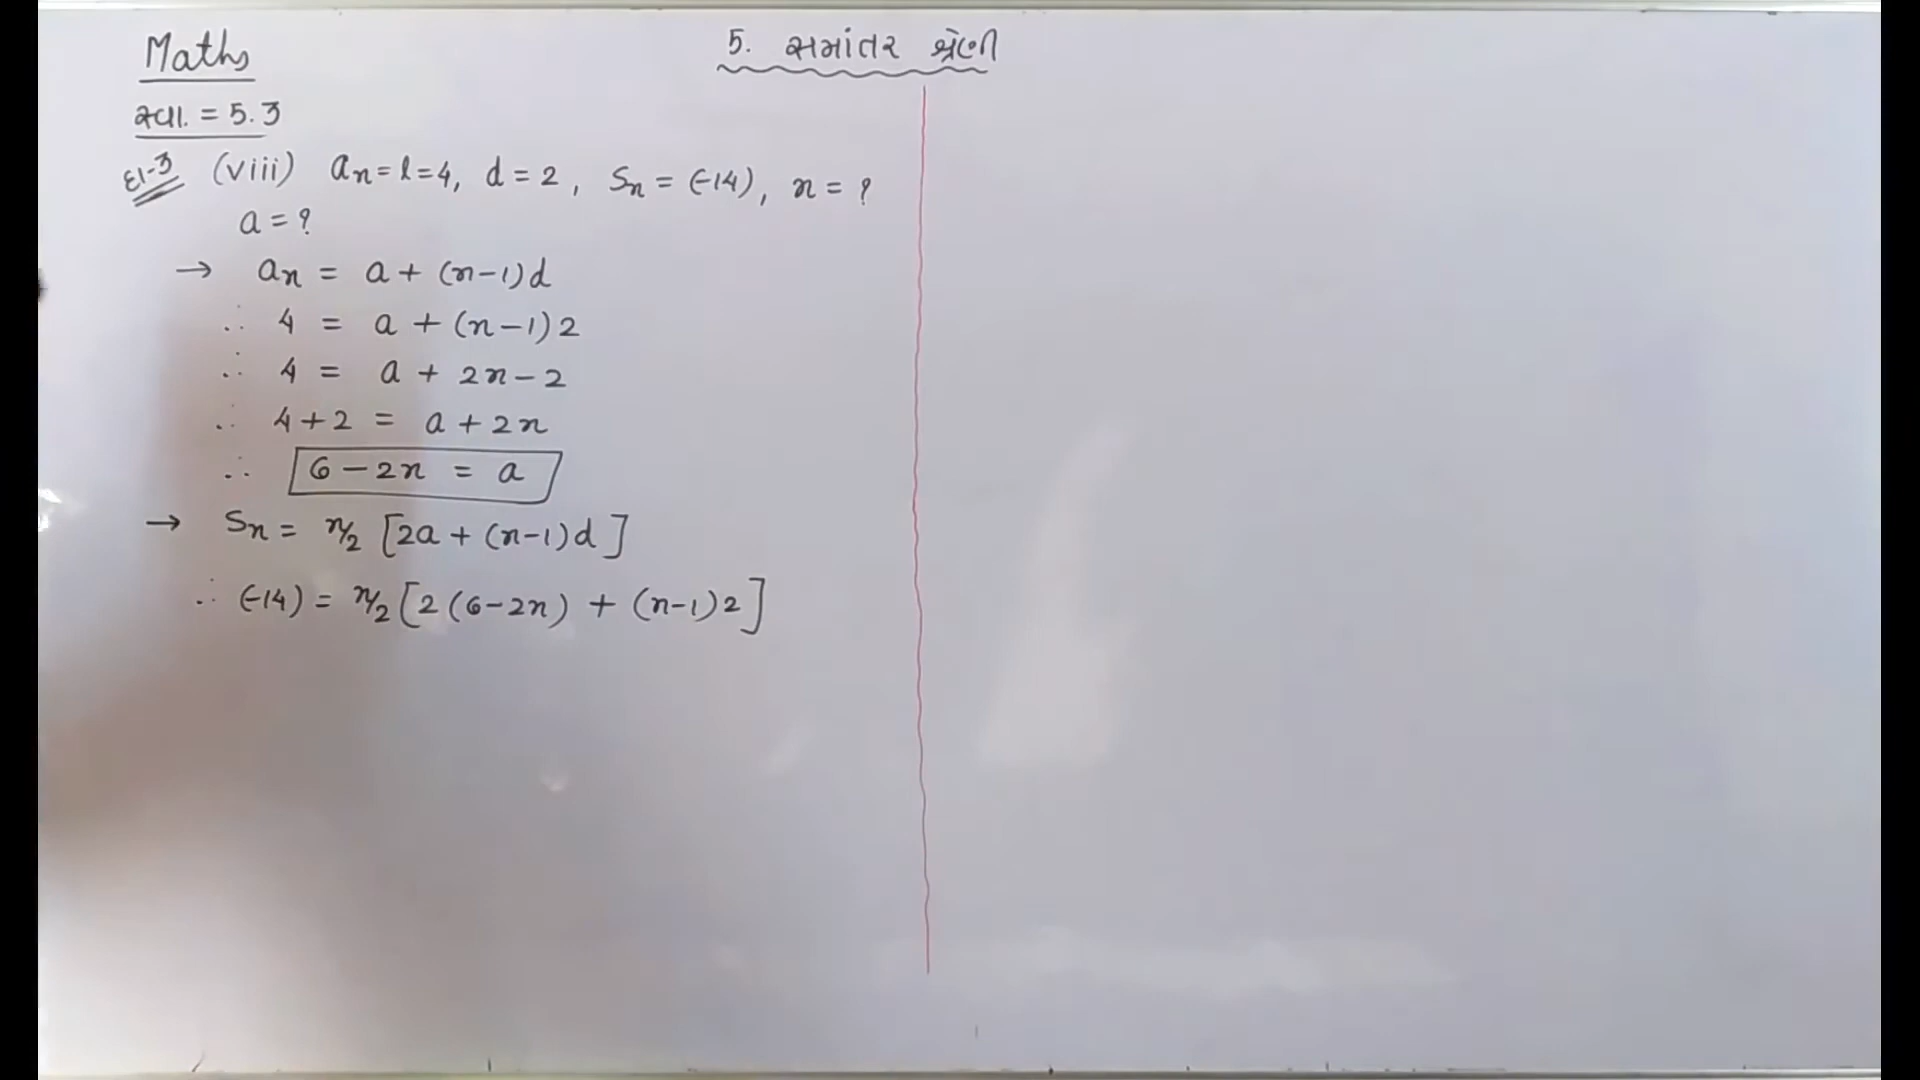 Maths
5. સમાંતર શ્રેણી
સ્વા. = 5.3
દા-3 (viii) an = l = 4, d = 2, Sn = (-14), n = ?
a = ?
→ an = a + (n-1)d
∴ 4 = a + (n-1)2
∴ 4 = a + 2n - 2
∴ 4+2 = a + 2n
∴ 6 - 2n = a
→ Sn = n/2 [2a + (n-1)d]
∴ (-14) = n/2 [2(6-2n) + (n-1)2]